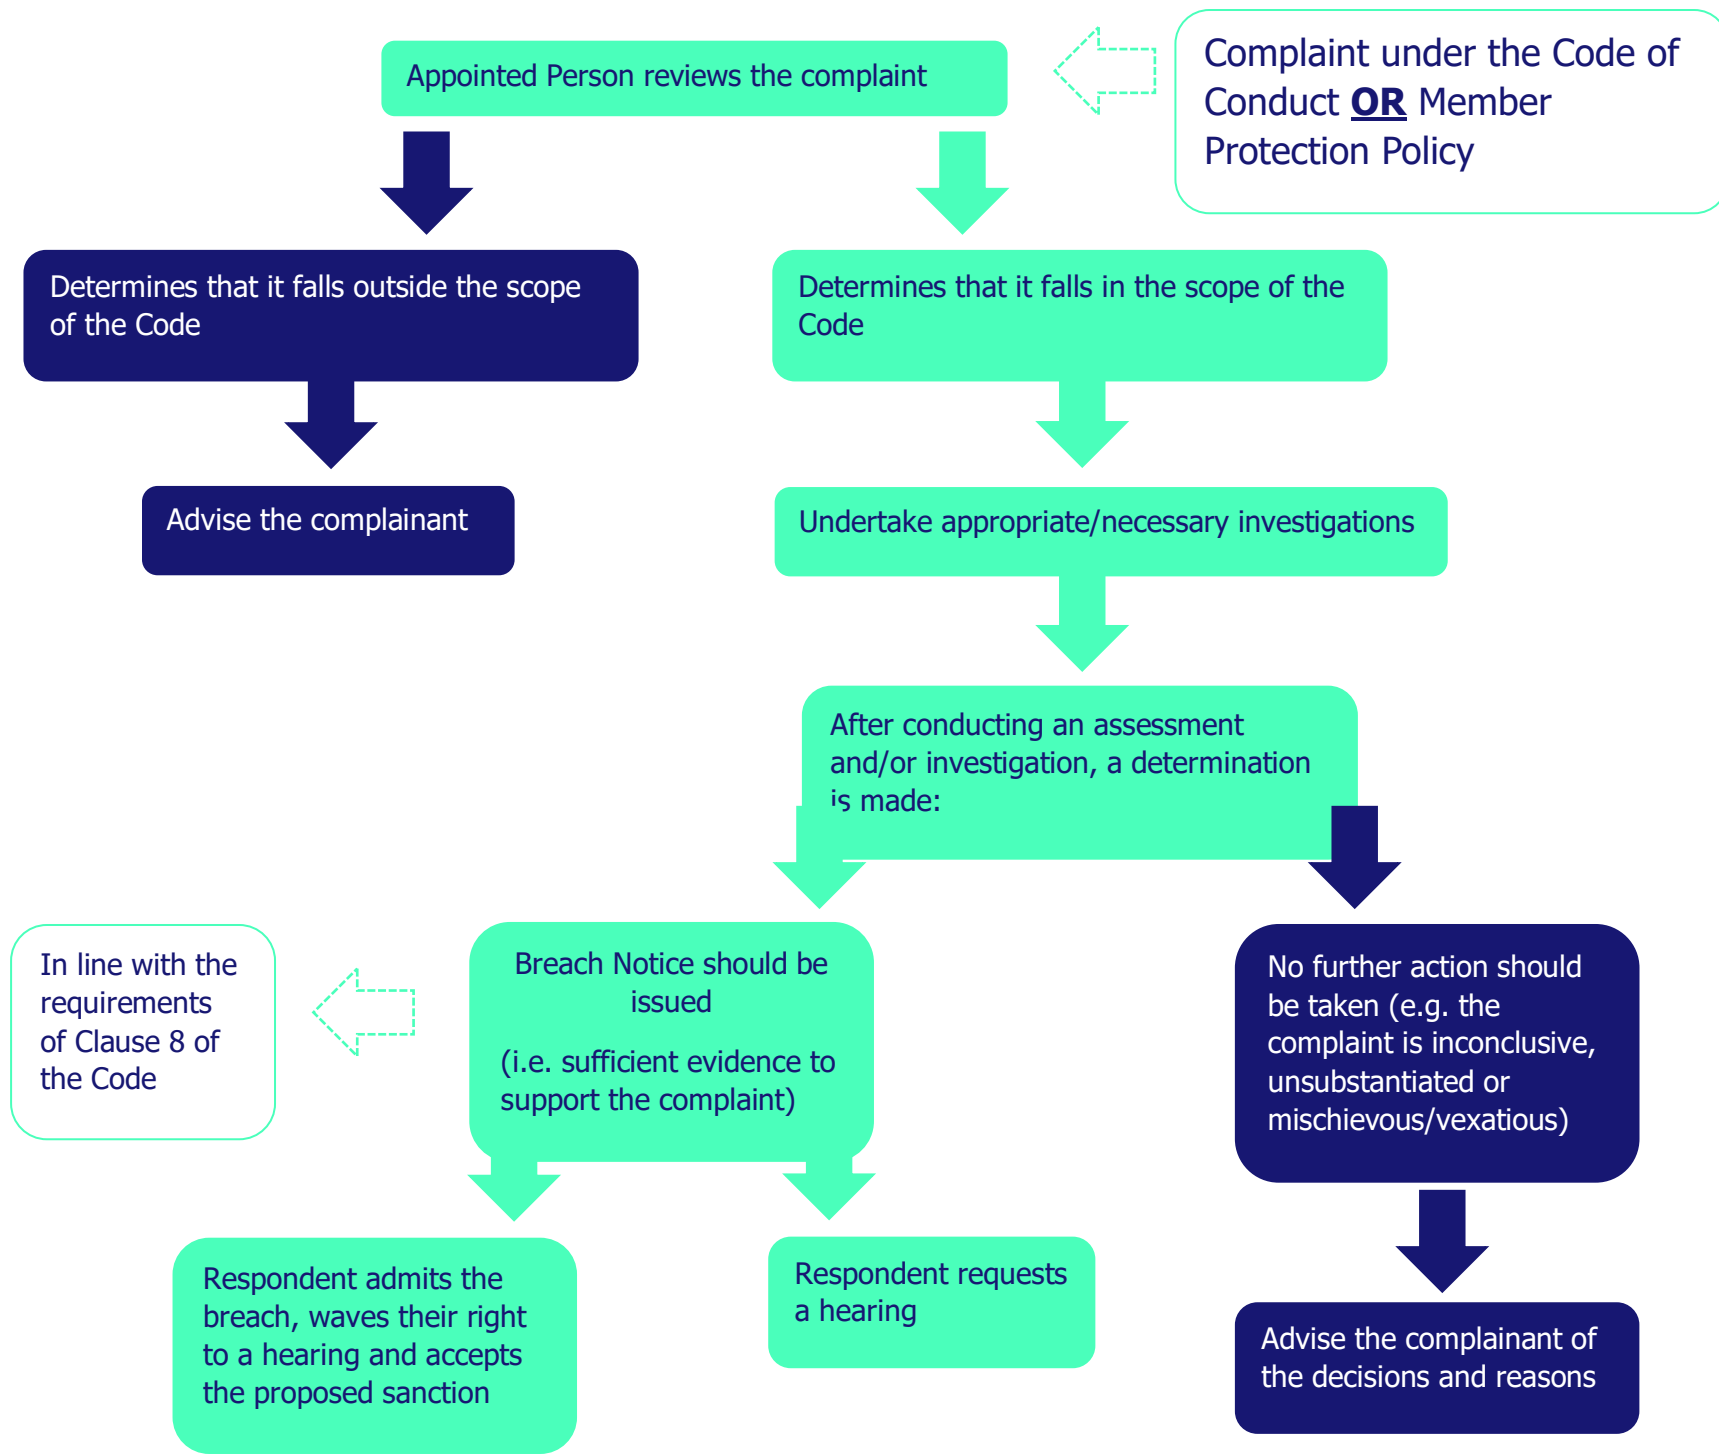 Appointed Person reviews the complaint
Complaint under the Code of
Conduct OR Member
Protection Policy
Determines that it falls outside the scope
of the Code
Determines that it falls in the scope of the
Code
Advise the complainant
Undertake appropriate/necessary investigations
After conducting an assessment
and/or investigation, a determination
is made:
In line with the
requirements
of Clause 8 of
the Code
Breach Notice should be
issued
(i.e. sufficient evidence to
support the complaint)
No further action should
be taken (e.g. the
complaint is inconclusive,
unsubstantiated or
mischievous/vexatious)
Respondent admits the
breach, waves their right
to a hearing and accepts
the proposed sanction
Respondent requests
a hearing
Advise the complainant of
the decisions and reasons